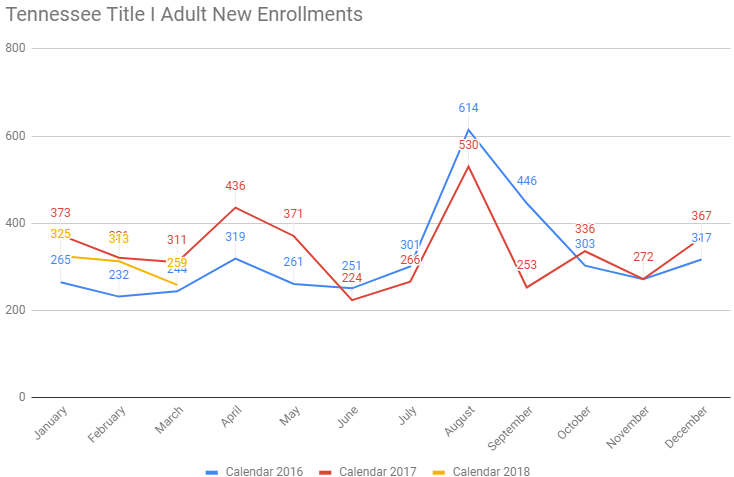 Tennessee Title I Adult New Enrollments
800
600
400
200
0
614
530
446
436
373
371
367
325
313
311
319
336
303
317
301
265
232
244
259
261
251
224
266
253
272
January
February
March
April
May
June
July
August
September
October
November
December
Calendar 2016
Calendar 2017
Calendar 2018